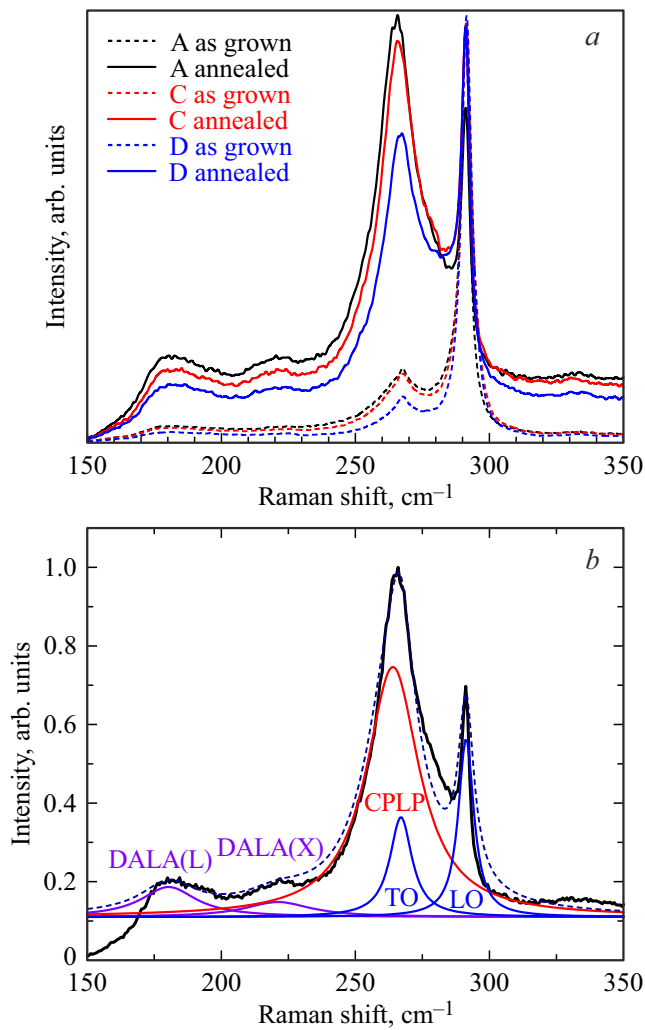 a
A as grown
A annealed
C as grown
C annealed
D as grown
D annealed
Intensity, arb. units
150 200 250 300 350
Raman shift, cm–1
b
1.0
0.8
0.6
0.4
0.2
0
Intensity, arb. units
CPLP
DALA(L)
DALA(X)
TO
LO
150 200 250 300 350
Raman shift, cm–1